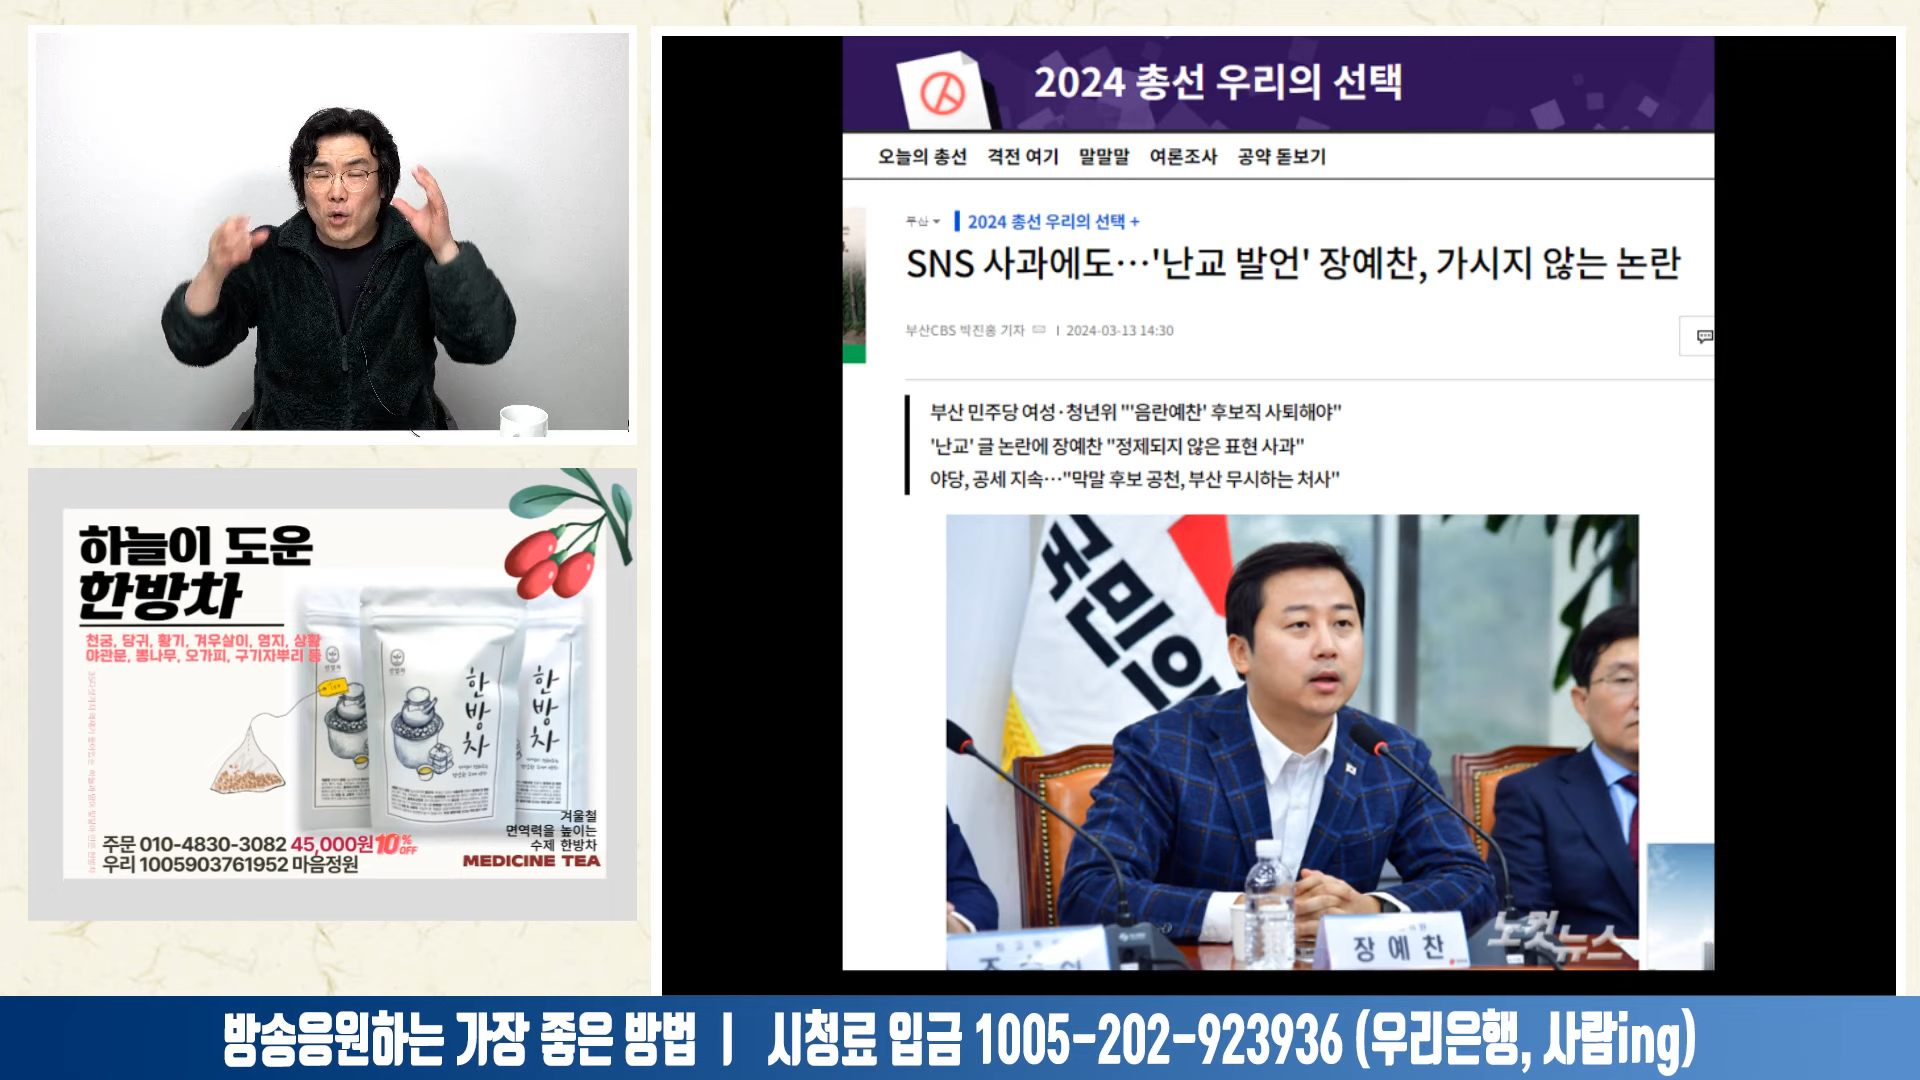 2024 총선 우리의 선택
오늘의 총선 격전 여기 말말말 여론조사 공약 돋보기
부산
2024 총선 우리의 선택 +
SNS 사과에도…'난교 발언' 장예찬, 가시지 않는 논란
부산CBS 박진홍 기자 2024-03-13 14:30
부산 민주당 여성·청년위 "'음란예찬' 후보직 사퇴해야"
'난교' 글 논란에 장예찬 "정제되지 않은 표현 사과"
야당, 공세 지속…"막말 후보 공천, 부산 무시하는 처사"
국민의
장예찬
노컷뉴스
하늘이 도운
한방차
천궁, 당귀, 황기, 겨우살이, 영지, 상황
야관문, 뽕나무, 오가피, 구기자뿌리 등
한방차
한방차
겨울철
면역력을 높이는
수제 한방차
MEDICINE TEA
주문 010-4830-3082 45,000원 10% OFF
우리 1005903761952 마음정원
방송응원하는 가장 좋은 방법 | 시청료 입금 1005-202-923936 (우리은행, 사람ing)